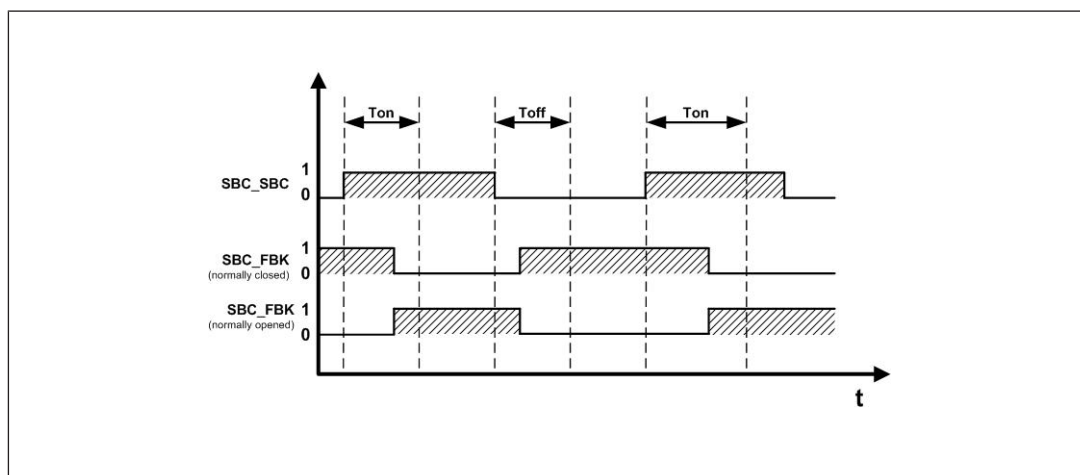 Ton
Toff
Ton
SBC_SBC
1
0
SBC_FBK
(normally closed)
1
0
SBC_FBK
(normally opened)
1
0
t